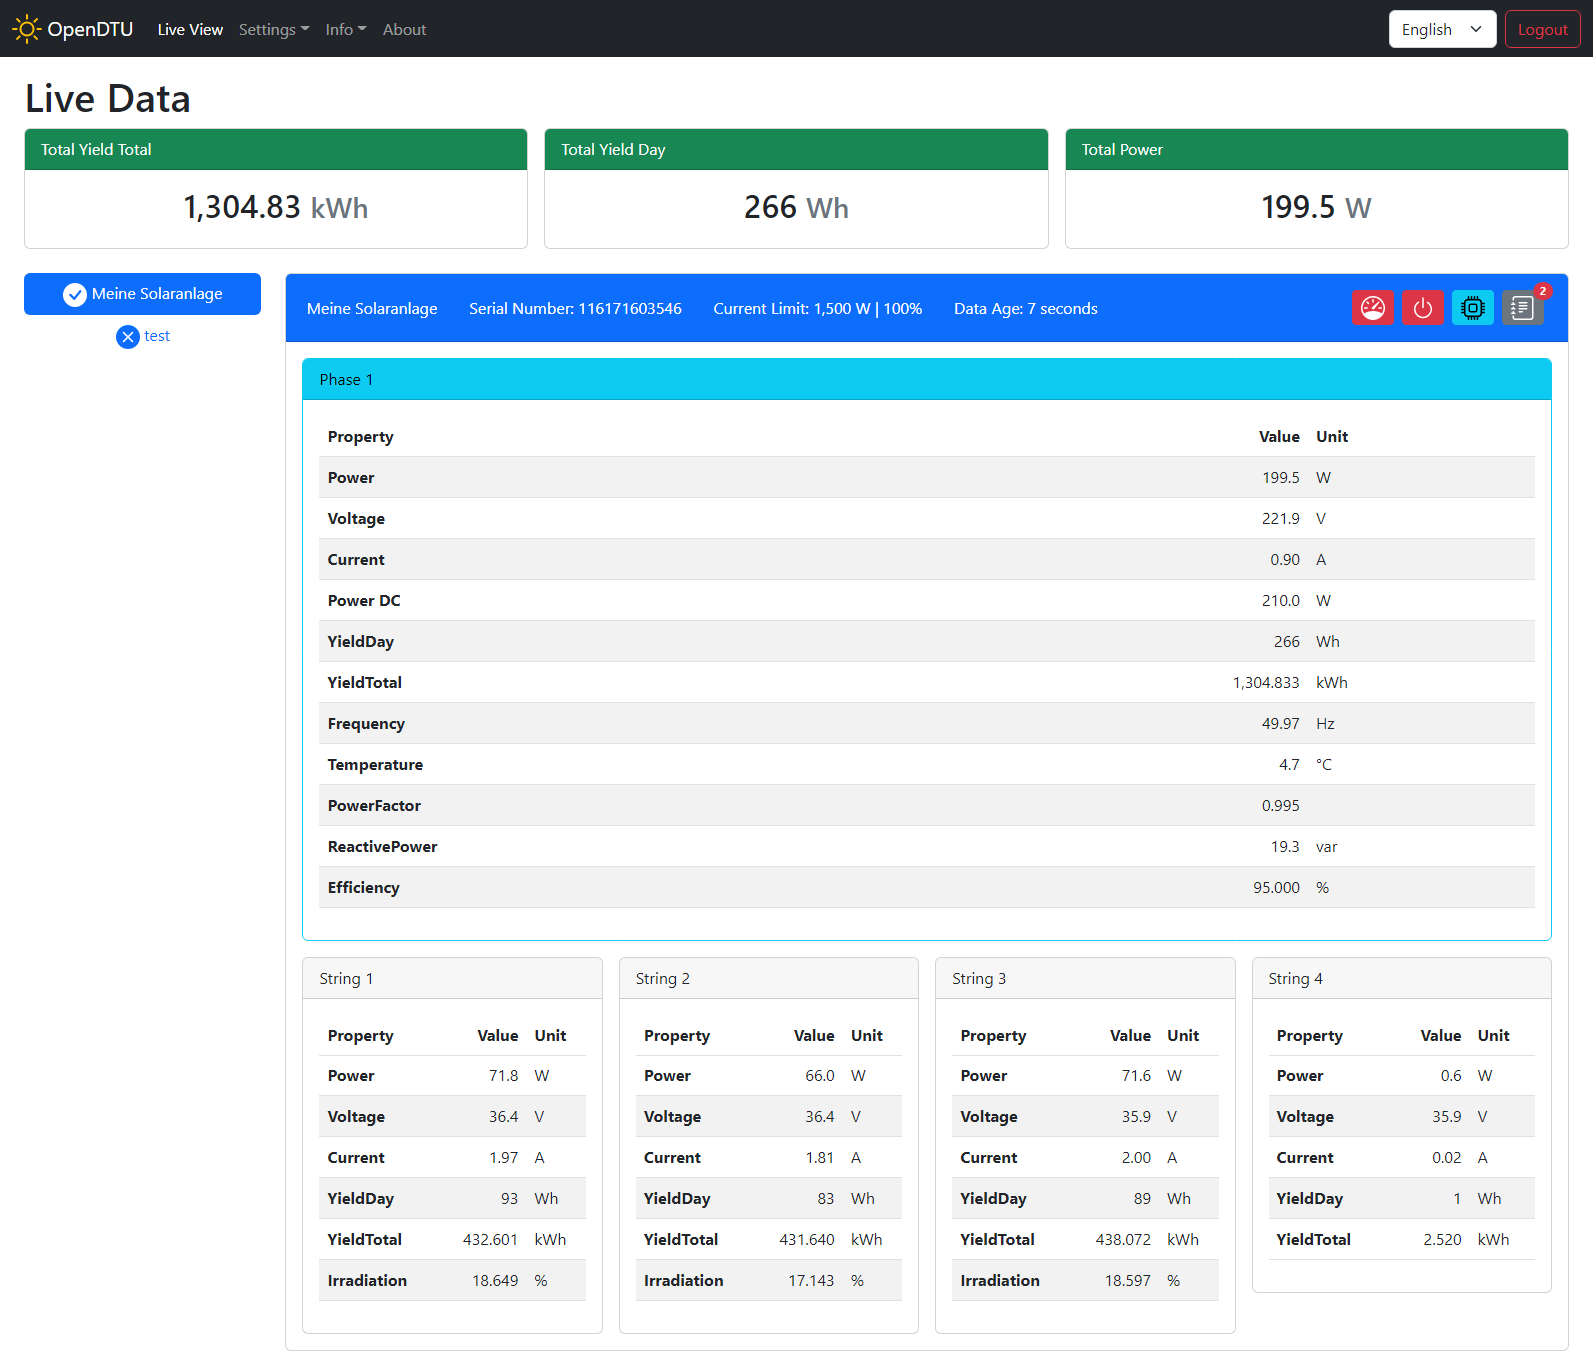 OpenDTU Live View Settings Info About English Logout
Live Data
Total Yield Total
1,304.83 kWh
Total Yield Day
266 Wh
Total Power
199.5 W
Meine Solaranlage
test
Meine Solaranlage Serial Number: 116171603546 Current Limit: 1,500 W | 100% Data Age: 7 seconds 2
Phase 1
Property Value Unit
Power 199.5 W
Voltage 221.9 V
Current 0.90 A
Power DC 210.0 W
YieldDay 266 Wh
YieldTotal 1,304.833 kWh
Frequency 49.97 Hz
Temperature 4.7 °C
PowerFactor 0.995
ReactivePower 19.3 var
Efficiency 95.000 %
String 1
Property Value Unit
Power 71.8 W
Voltage 36.4 V
Current 1.97 A
YieldDay 93 Wh
YieldTotal 432.601 kWh
Irradiation 18.649 %
String 2
Property Value Unit
Power 66.0 W
Voltage 36.4 V
Current 1.81 A
YieldDay 83 Wh
YieldTotal 431.640 kWh
Irradiation 17.143 %
String 3
Property Value Unit
Power 71.6 W
Voltage 35.9 V
Current 2.00 A
YieldDay 89 Wh
YieldTotal 438.072 kWh
Irradiation 18.597 %
String 4
Property Value Unit
Power 0.6 W
Voltage 35.9 V
Current 0.02 A
YieldDay 1 Wh
YieldTotal 2.520 kWh